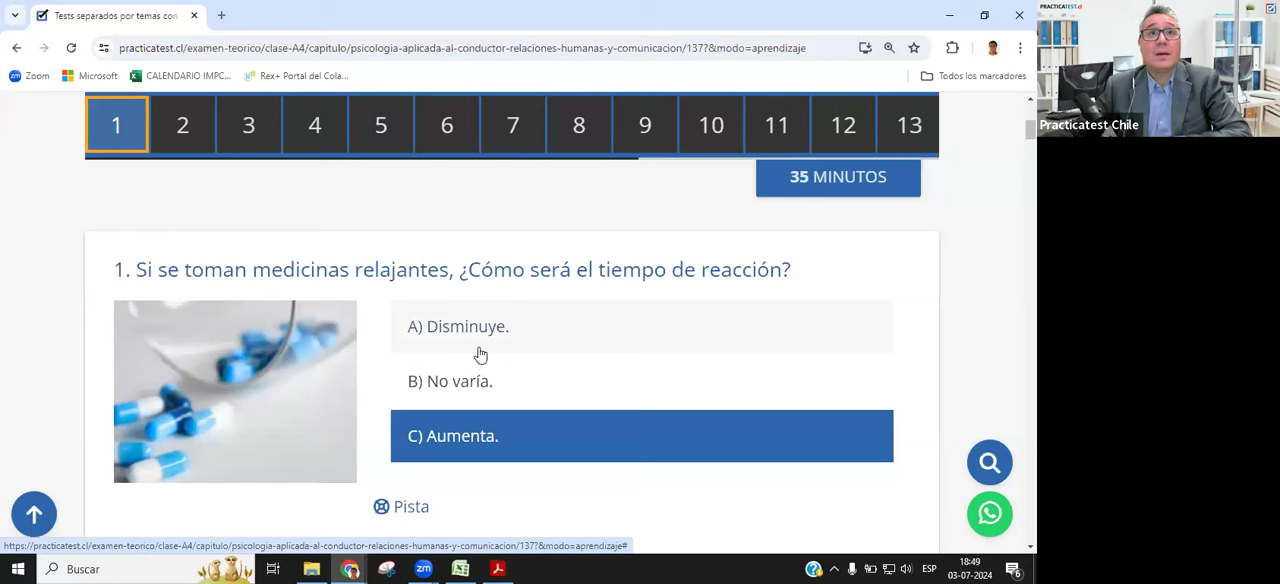 Tests separados por temas con
practicatest.cl/examen-teorico/clase-A4/capitulo/psicologia-aplicada-al-conductor-relaciones-humanas-y-comunicacion/137?&modo=aprendizaje
Zoom
Microsoft
CALENDARIO IMPC...
Rex+ Portal del Cola...
Todos los marcadores
PRACTICATEST.cl
Practicatest Chile
1 2 3 4 5 6 7 8 9 10 11 12 13
35 MINUTOS
1. Si se toman medicinas relajantes, ¿Cómo será el tiempo de reacción?
A) Disminuye.
B) No varía.
C) Aumenta.
Pista
https://practicatest.cl/examen-teorico/clase-A4/capitulo/psicologia-aplicada-al-conductor-relaciones-humanas-y-comunicacion/137?&modo=aprendizaje#
Buscar
zm
ESP
18:49
03-07-2024
6